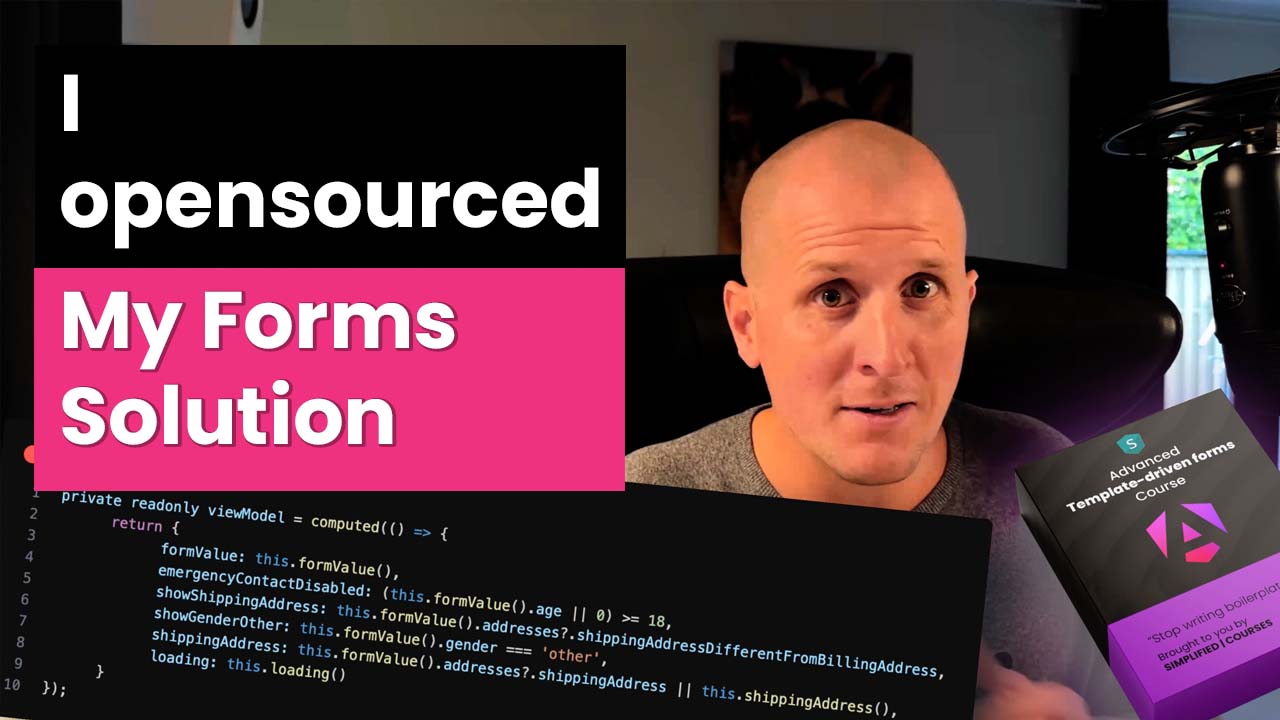 I
opensourced
My Forms
Solution
1 private readonly viewModel = computed(() => {
2 return {
3 formValue: this.formValue(),
4 emergencyContactDisabled: (this.formValue().age || 0) >= 18,
5 showShippingAddress: this.formValue().addresses?.shippingAddressDifferentFromBillingAddress,
6 showGenderOther: this.formValue().gender === 'other',
7 shippingAddress: this.formValue().addresses?.shippingAddress || this.shippingAddress(),
8 loading: this.loading()
9 }
10 });
S
Advanced
Template-driven forms
Course
A
"Stop writing
Brought to you by
SIMPLIFIED | COURSES